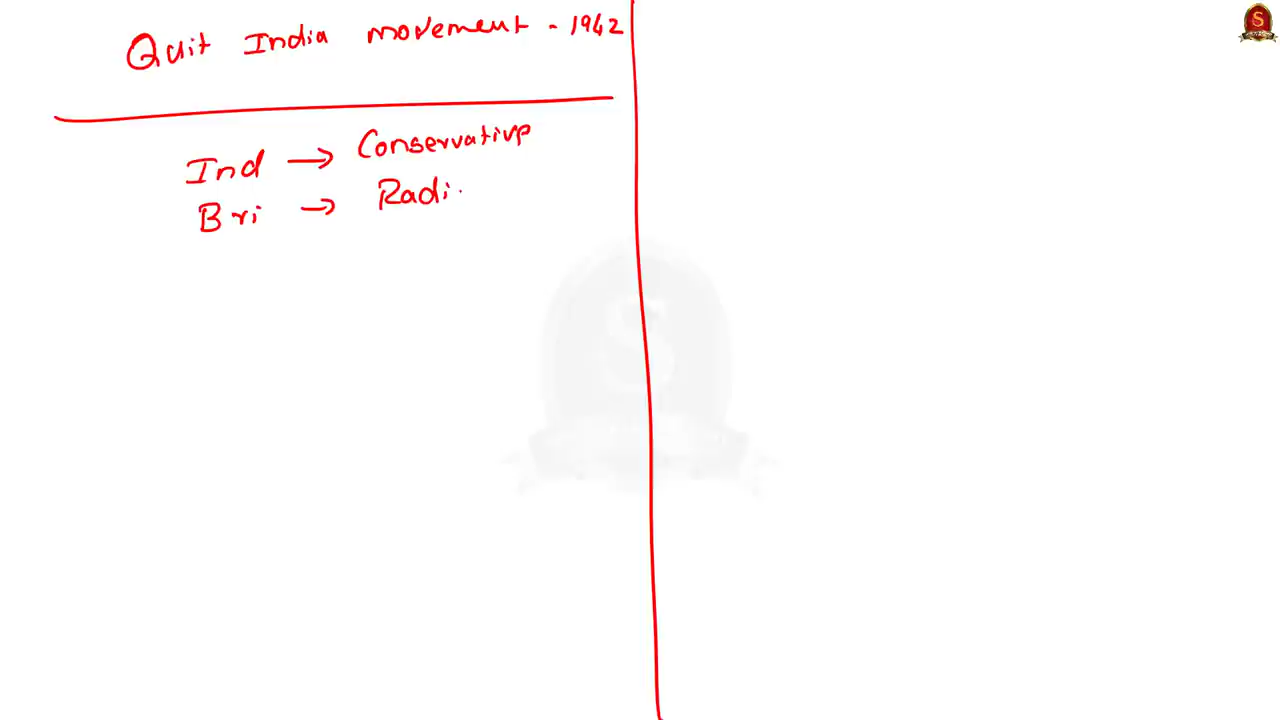 Quit India movement - 1942
Ind → Conservative
Bri → Radi
S